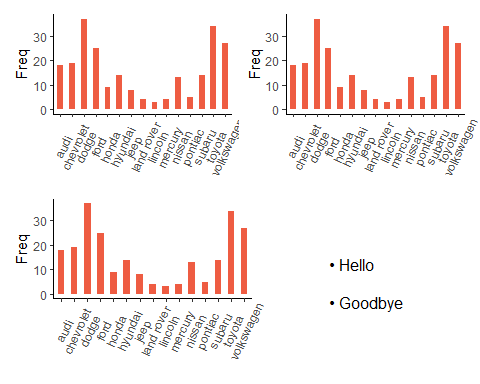 Freq
30
20
10
0
audi
chevrolet
dodge
ford
honda
hyundai
jeep
land rover
lincoln
mercury
nissan
pontiac
subaru
toyota
volkswagen
Freq
30
20
10
0
audi
chevrolet
dodge
ford
honda
hyundai
jeep
land rover
lincoln
mercury
nissan
pontiac
subaru
toyota
volkswagen
Freq
30
20
10
0
audi
chevrolet
dodge
ford
honda
hyundai
jeep
land rover
lincoln
mercury
nissan
pontiac
subaru
toyota
volkswagen
• Hello
• Goodbye